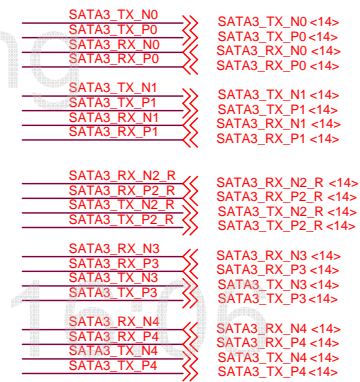 SATA3_TX_N0 SATA3_TX_N0 <14>
SATA3_TX_P0 SATA3_TX_P0 <14>
SATA3_RX_N0 SATA3_RX_N0 <14>
SATA3_RX_P0 SATA3_RX_P0 <14>
SATA3_TX_N1 SATA3_TX_N1 <14>
SATA3_TX_P1 SATA3_TX_P1 <14>
SATA3_RX_N1 SATA3_RX_N1 <14>
SATA3_RX_P1 SATA3_RX_P1 <14>
SATA3_RX_N2_R SATA3_RX_N2_R <14>
SATA3_RX_P2_R SATA3_RX_P2_R <14>
SATA3_TX_N2_R SATA3_TX_N2_R <14>
SATA3_TX_P2_R SATA3_TX_P2_R <14>
SATA3_RX_N3 SATA3_RX_N3 <14>
SATA3_RX_P3 SATA3_RX_P3 <14>
SATA3_TX_N3 SATA3_TX_N3 <14>
SATA3_TX_P3 SATA3_TX_P3 <14>
SATA3_RX_N4 SATA3_RX_N4 <14>
SATA3_RX_P4 SATA3_RX_P4 <14>
SATA3_TX_N4 SATA3_TX_N4 <14>
SATA3_TX_P4 SATA3_TX_P4 <14>